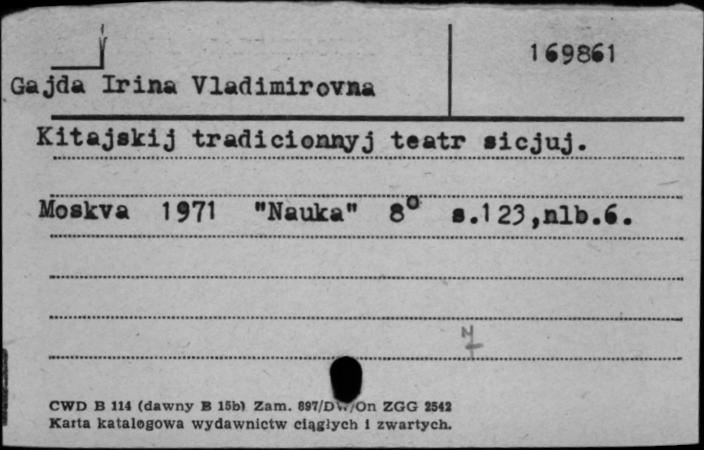 169861
Gajda Irina Vladimirovna
Kitajskij tradicionnyj teatr sicjuj.
Moskva 1971 "Nauka" 8° s.123,nlb.6.
CWD B 114 (dawny B 15b) Zam. 897/DW/On ZGG 2542
Karta katalogowa wydawnictw ciągłych i zwartych.